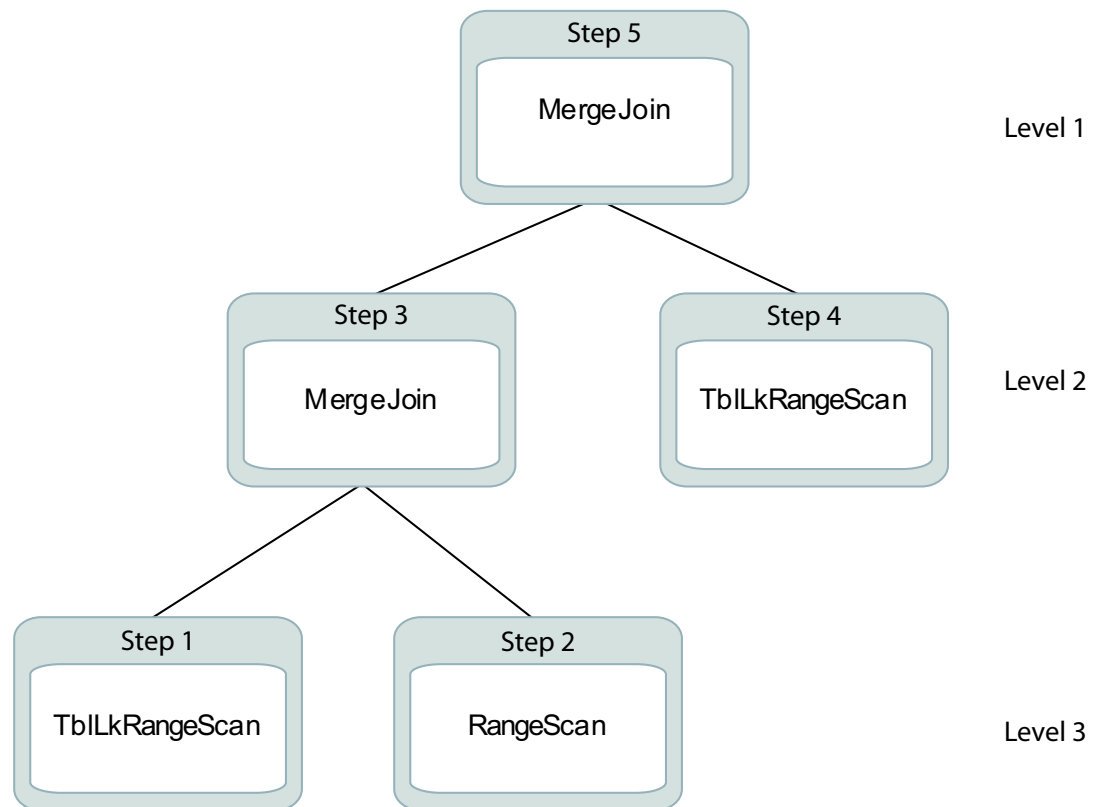 Step 5
MergeJoin
Level 1
Step 3
MergeJoin
Step 4
TblLkRangeScan
Level 2
Step 1
TblLkRangeScan
Step 2
RangeScan
Level 3